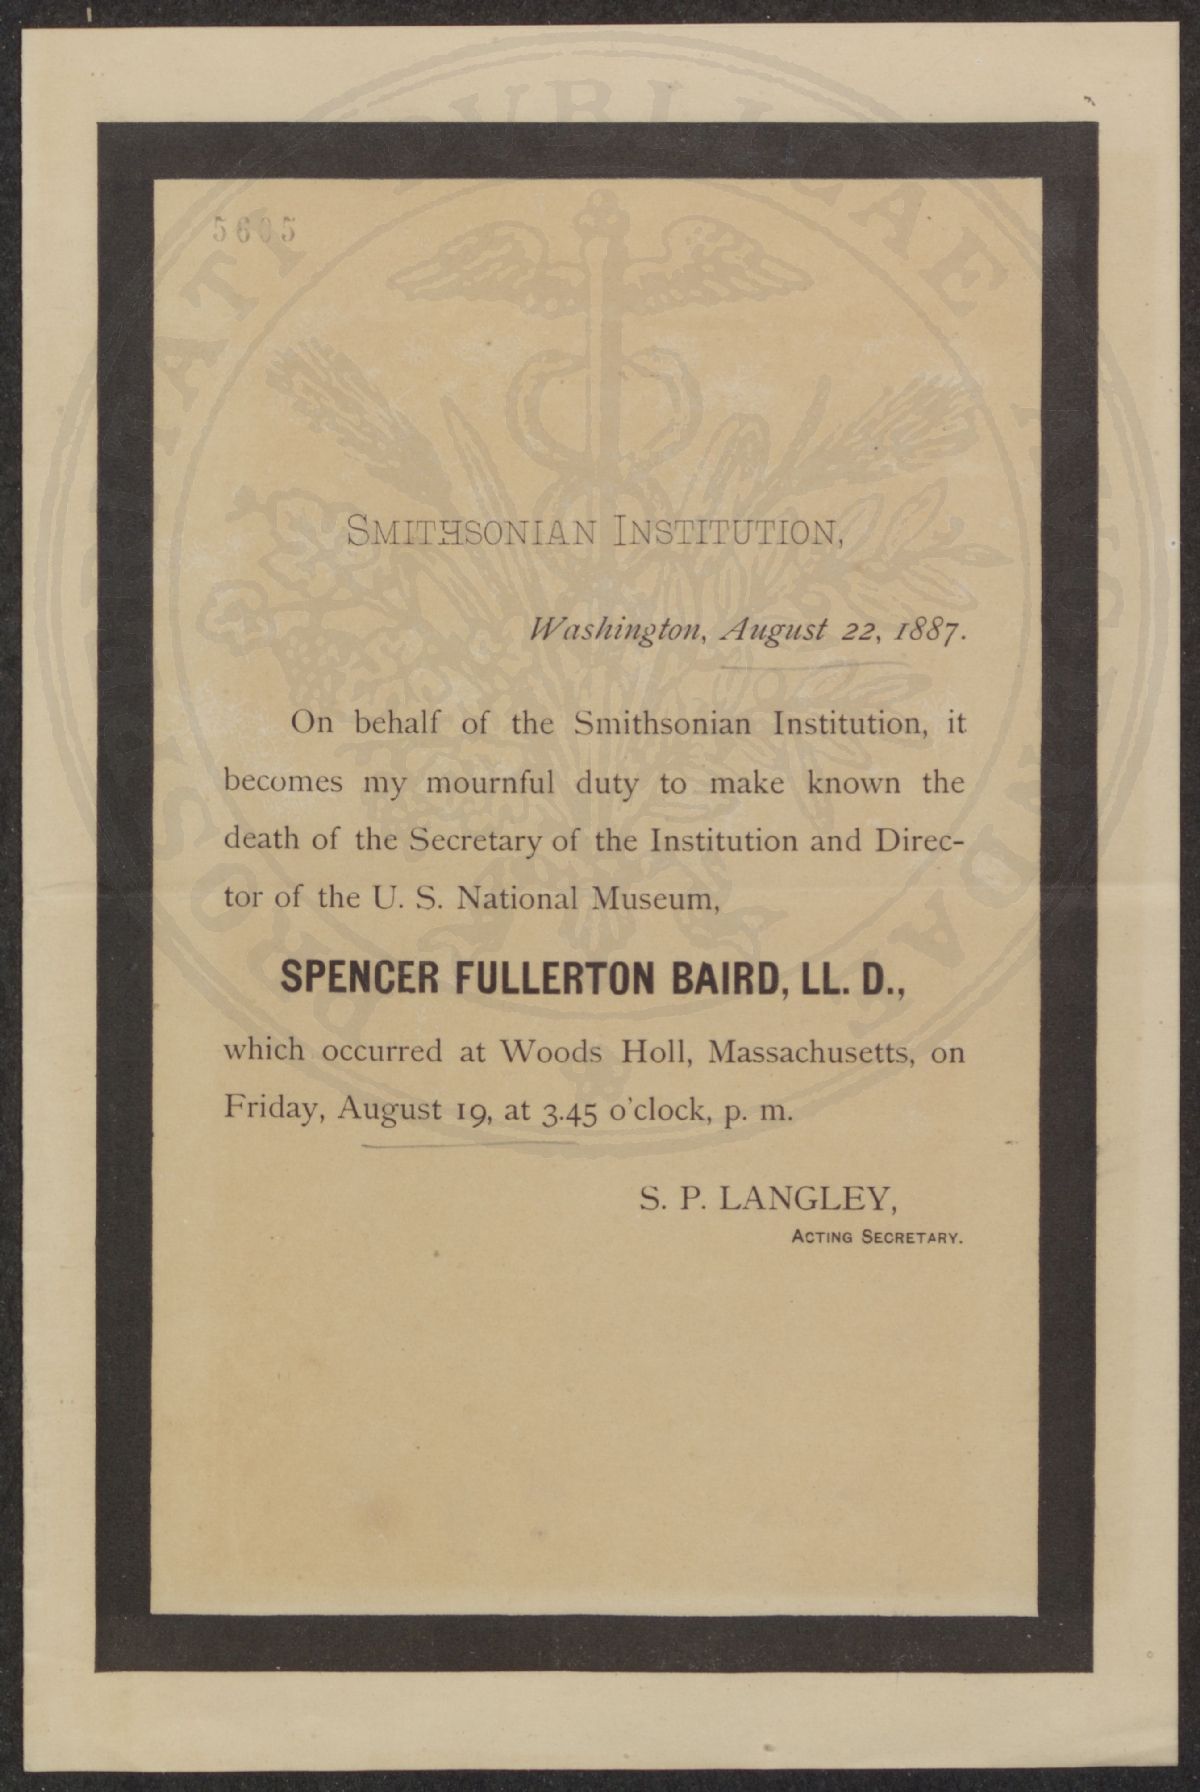 5605
SMITHSONIAN INSTITUTION,
Washington, August 22, 1887.
On behalf of the Smithsonian Institution, it
becomes my mournful duty to make known the
death of the Secretary of the Institution and Direc-
tor of the U. S. National Museum,
SPENCER FULLERTON BAIRD, LL. D.,
which occurred at Woods Holl, Massachusetts, on
Friday, August 19, at 3.45 o'clock, p. m.
S. P. LANGLEY,
ACTING SECRETARY.